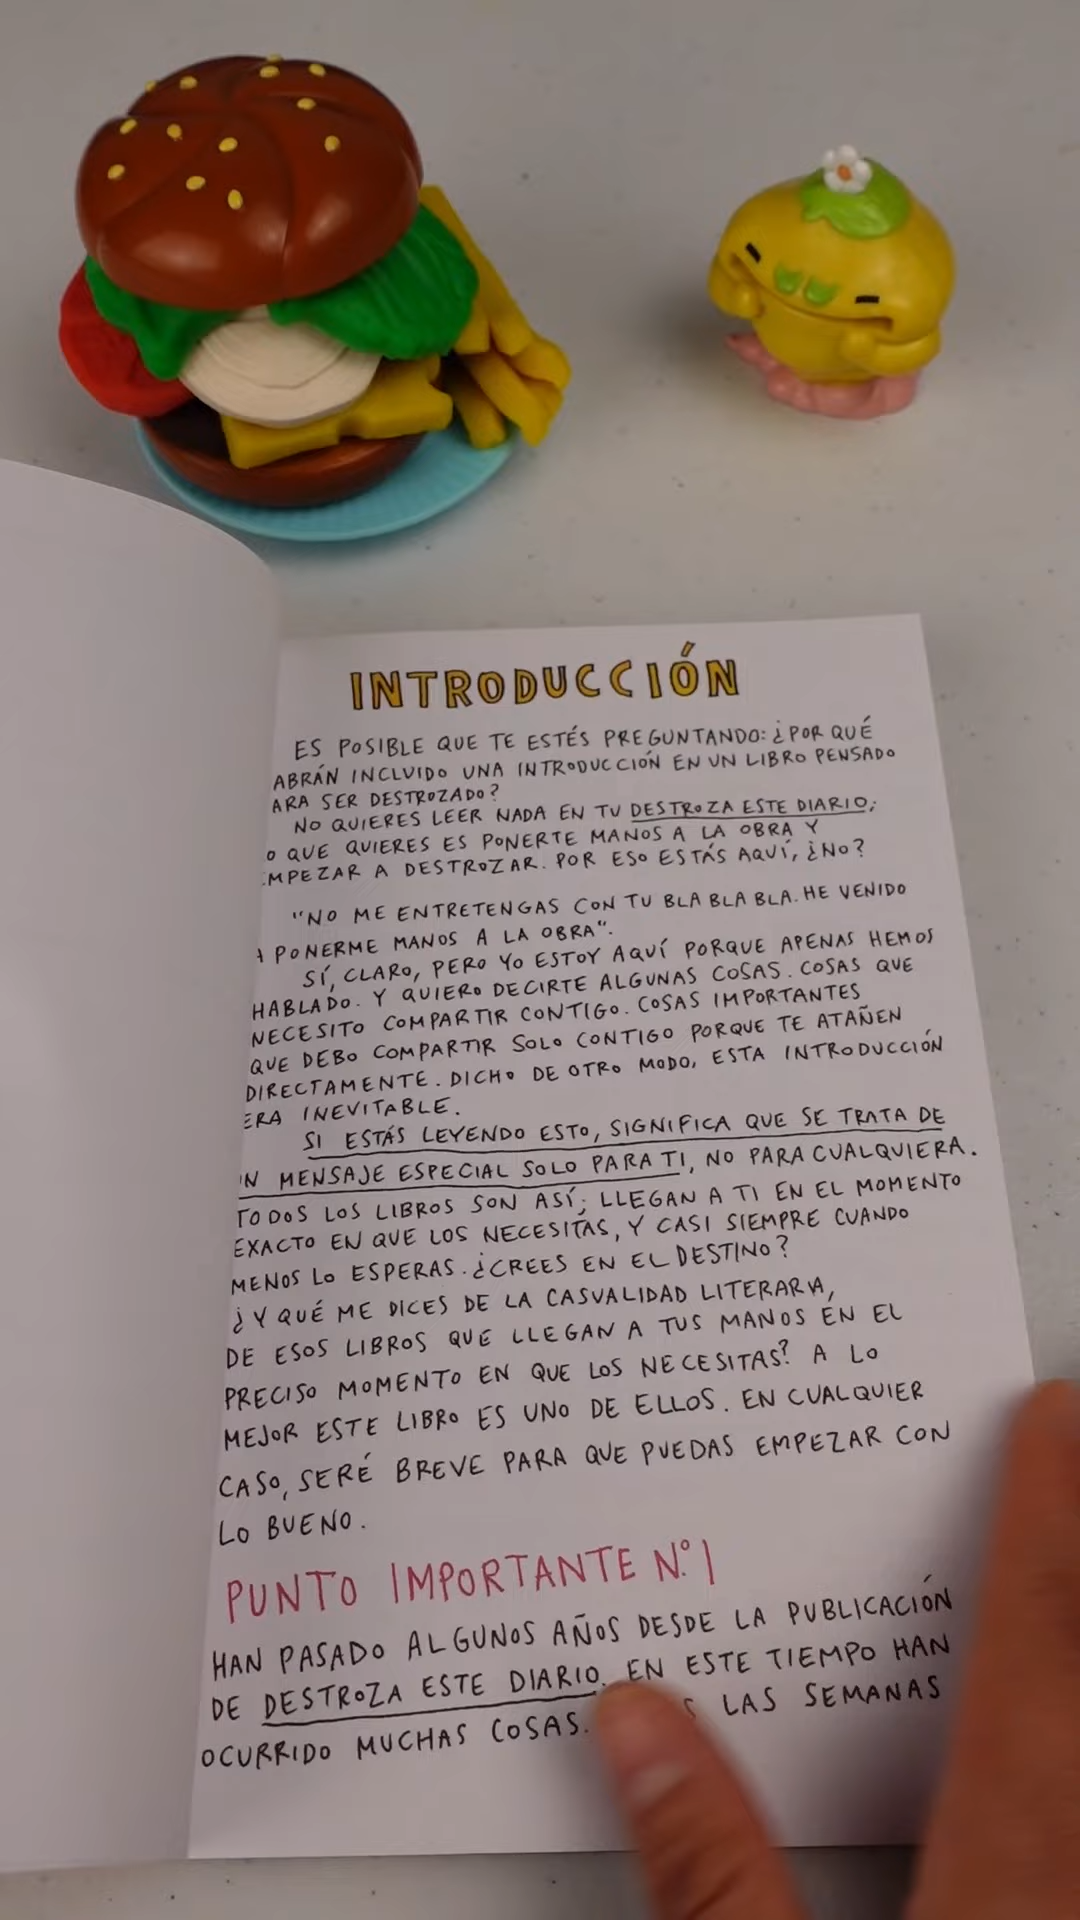 INTRODUCCIÓN
ES POSIBLE QUE TE ESTÉS PREGUNTANDO: ¿POR QUÉ
ABRÁN INCLUIDO UNA INTRODUCCIÓN EN UN LIBRO PENSADO
ARA SER DESTROZADO?
NO QUIERES LEER NADA EN TU DESTROZA ESTE DIARIO;
O QUE QUIERES ES PONERTE MANOS A LA OBRA Y
MPEZAR A DESTROZAR. POR ESO ESTÁS AQUÍ, ¿NO?
"NO ME ENTRETENGAS CON TU BLA BLA BLA. HE VENIDO
A PONERME MANOS A LA OBRA".
SÍ, CLARO, PERO YO ESTOY AQUÍ PORQUE APENAS HEMOS
HABLADO. Y QUIERO DECIRTE ALGUNAS COSAS. COSAS QUE
NECESITO COMPARTIR CONTIGO. COSAS IMPORTANTES
QUE DEBO COMPARTIR SOLO CONTIGO PORQUE TE ATAÑEN
DIRECTAMENTE. DICHO DE OTRO MODO, ESTA INTRODUCCIÓN
ERA INEVITABLE.
SI ESTÁS LEYENDO ESTO, SIGNIFICA QUE SE TRATA DE
UN MENSAJE ESPECIAL SOLO PARA TI, NO PARA CUALQUIERA.
TODOS LOS LIBROS SON ASÍ; LLEGAN A TI EN EL MOMENTO
EXACTO EN QUE LOS NECESITAS, Y CASI SIEMPRE CUANDO
MENOS LO ESPERAS. ¿CREES EN EL DESTINO?
¿Y QUÉ ME DICES DE LA CASUALIDAD LITERARIA,
DE ESOS LIBROS QUE LLEGAN A TUS MANOS EN EL
PRECISO MOMENTO EN QUE LOS NECESITAS? A LO
MEJOR ESTE LIBRO ES UNO DE ELLOS. EN CUALQUIER
CASO, SERÉ BREVE PARA QUE PUEDAS EMPEZAR CON
LO BUENO.
PUNTO IMPORTANTE N.º 1
HAN PASADO ALGUNOS AÑOS DESDE LA PUBLICACIÓN
DE DESTROZA ESTE DIARIO. EN ESTE TIEMPO HAN
OCURRIDO MUCHAS COSAS. LAS SEMANAS